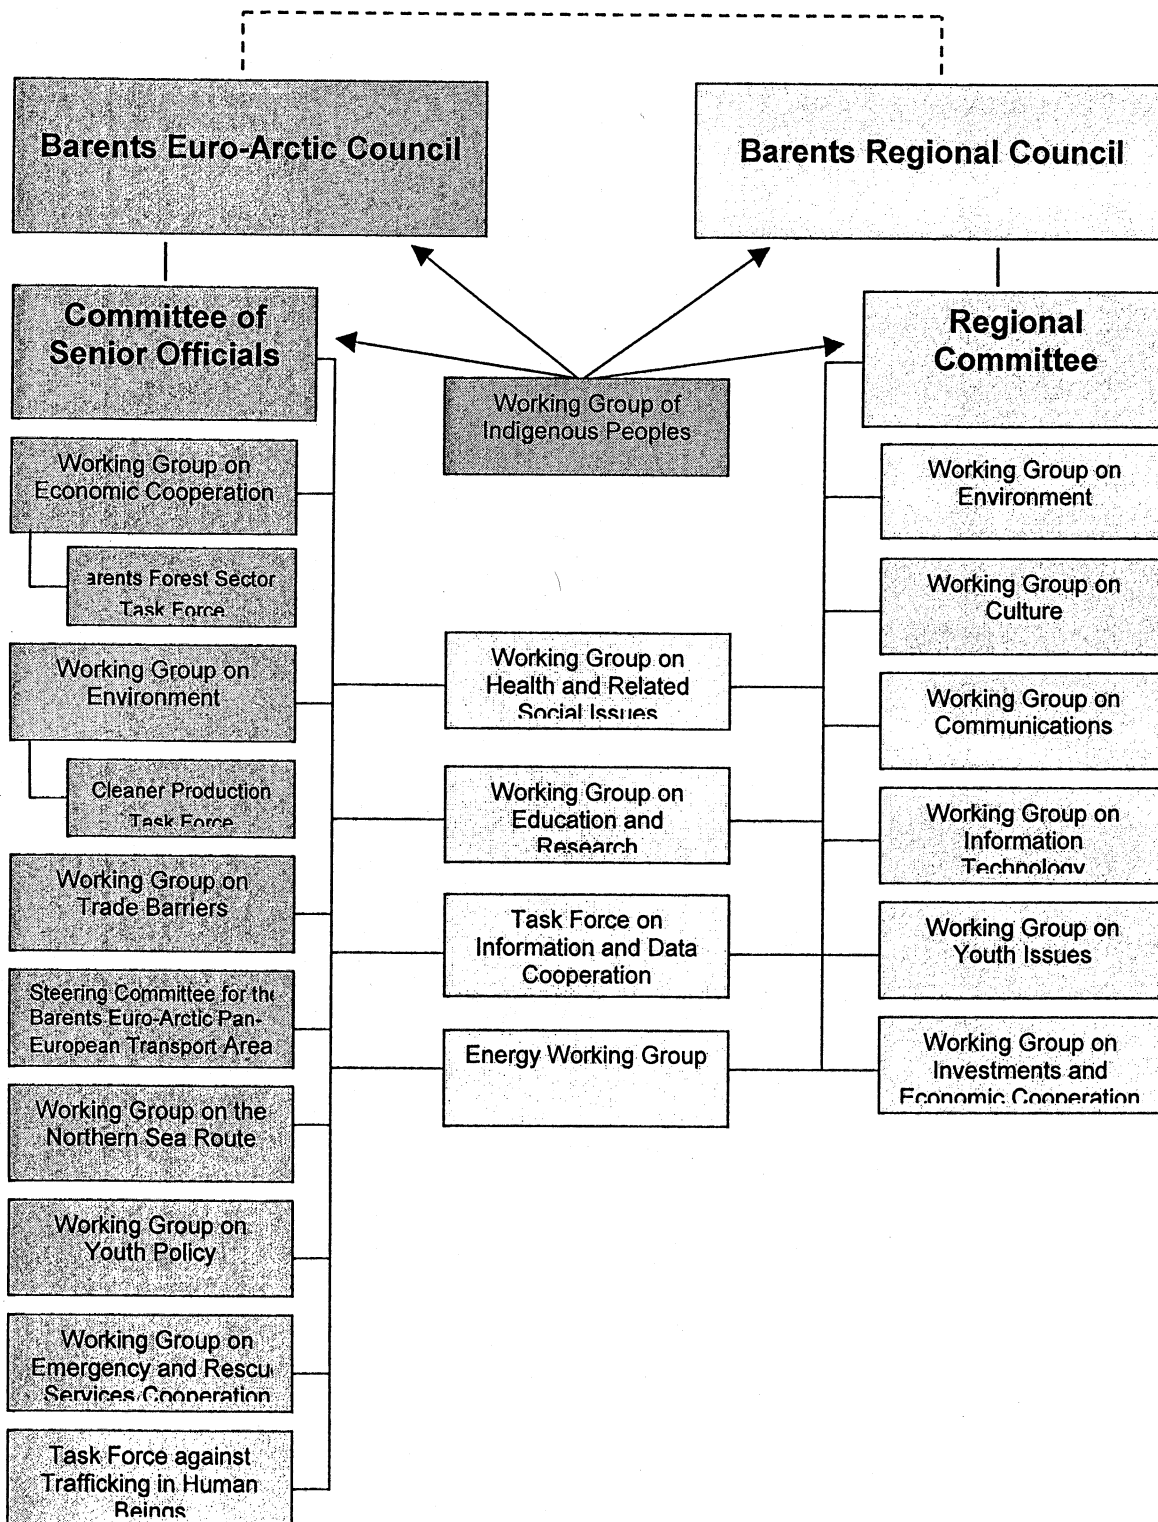 Barents Euro-Arctic Council
Barents Regional Council
Committee of
Senior Officials
Regional
Committee
Working Group of
Indigenous Peoples
Working Group on
Economic Cooperation
arents Forest Sector
Task Force
Working Group on
Environment
Cleaner Production
Task Force
Working Group on
Trade Barriers
Steering Committee for the
Barents Euro-Arctic Pan-
European Transport Area
Working Group on the
Northern Sea Route
Working Group on
Youth Policy
Working Group on
Emergency and Rescu
Services Cooperation
Task Force against
Trafficking in Human
Beings
Working Group on
Health and Related
Social Issues
Working Group on
Education and
Research
Task Force on
Information and Data
Cooperation
Energy Working Group
Working Group on
Environment
Working Group on
Culture
Working Group on
Communications
Working Group on
Information
Technology
Working Group on
Youth Issues
Working Group on
Investments and
Economic Cooperation